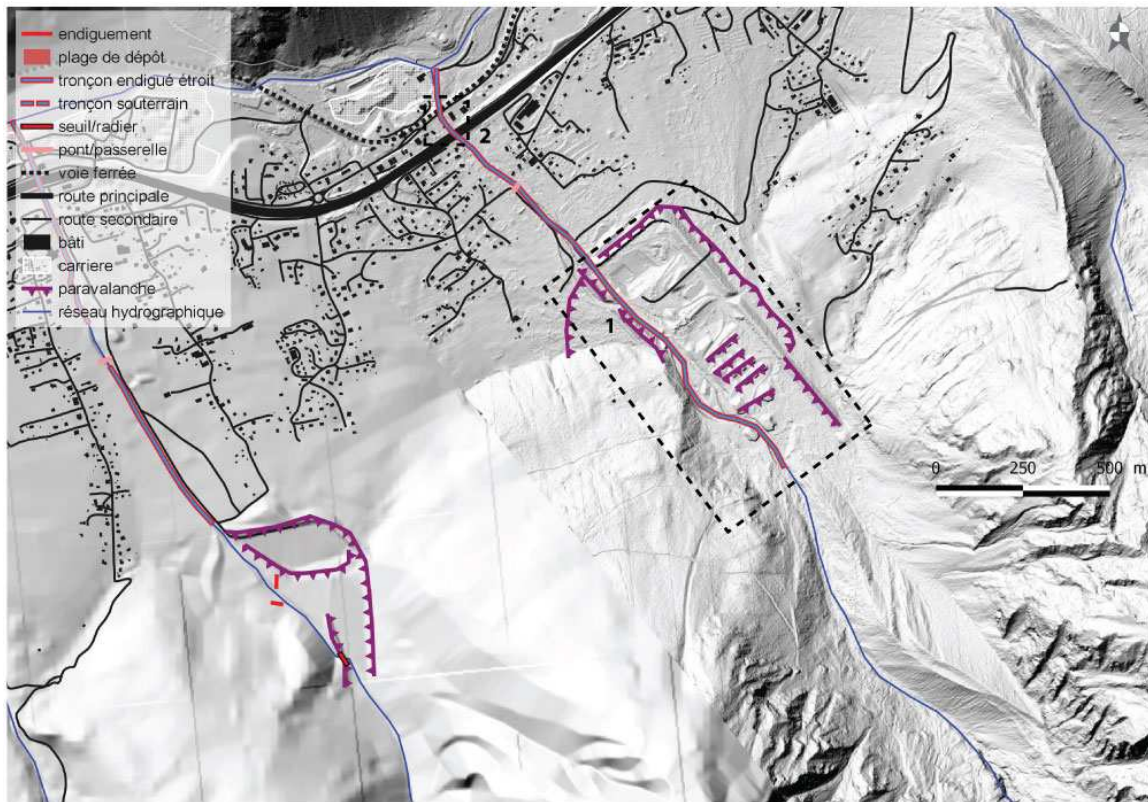 endiguement
plage de dépôt
tronçon endigué étroit
tronçon souterrain
seuil/radier
pont/passerelle
voie ferrée
route principale
route secondaire
bâti
carriere
paravalanche
réseau hydrographique
2
1
0 250 500 m